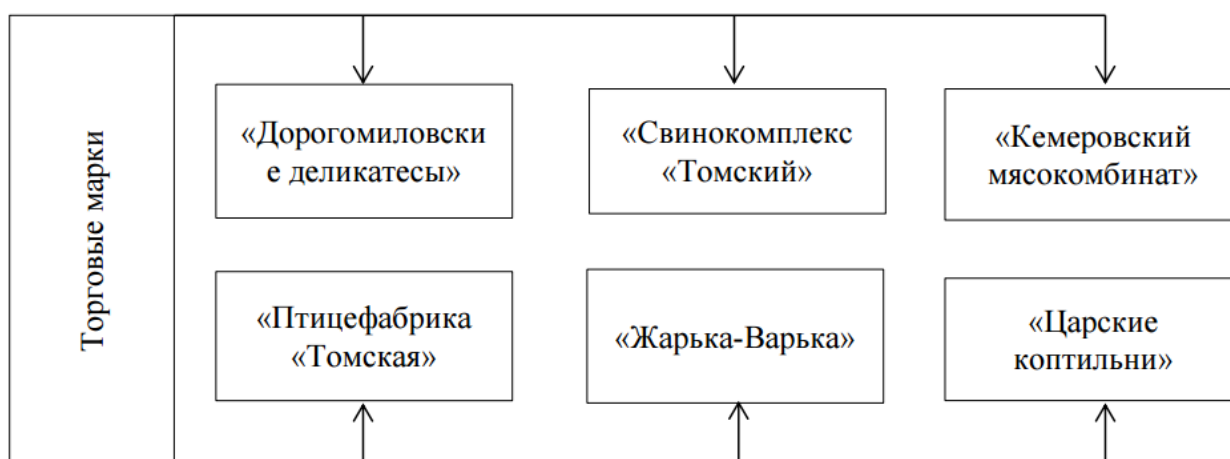 Торговые марки
«Дорогомиловски
е деликатесы»
«Свинокомплекс
«Томский»
«Кемеровский
мясокомбинат»
«Птицефабрика
«Томская»
«Жарька-Варька»
«Царские
коптильни»